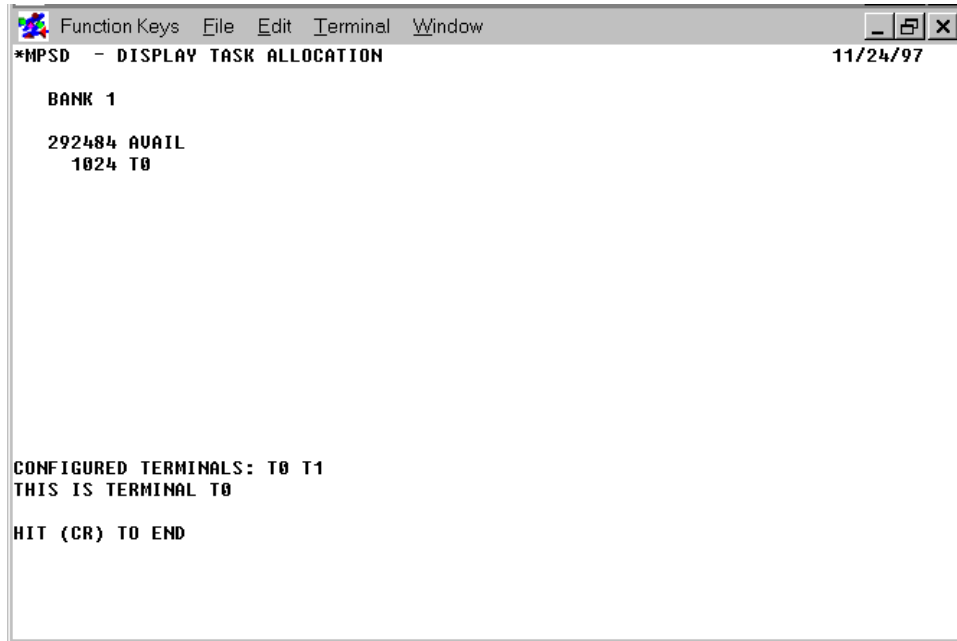 Function Keys File Edit Terminal Window
*MPSD - DISPLAY TASK ALLOCATION 11/24/97
BANK 1
292484 AVAIL
1024 T0
CONFIGURED TERMINALS: T0 T1
THIS IS TERMINAL T0
HIT (CR) TO END